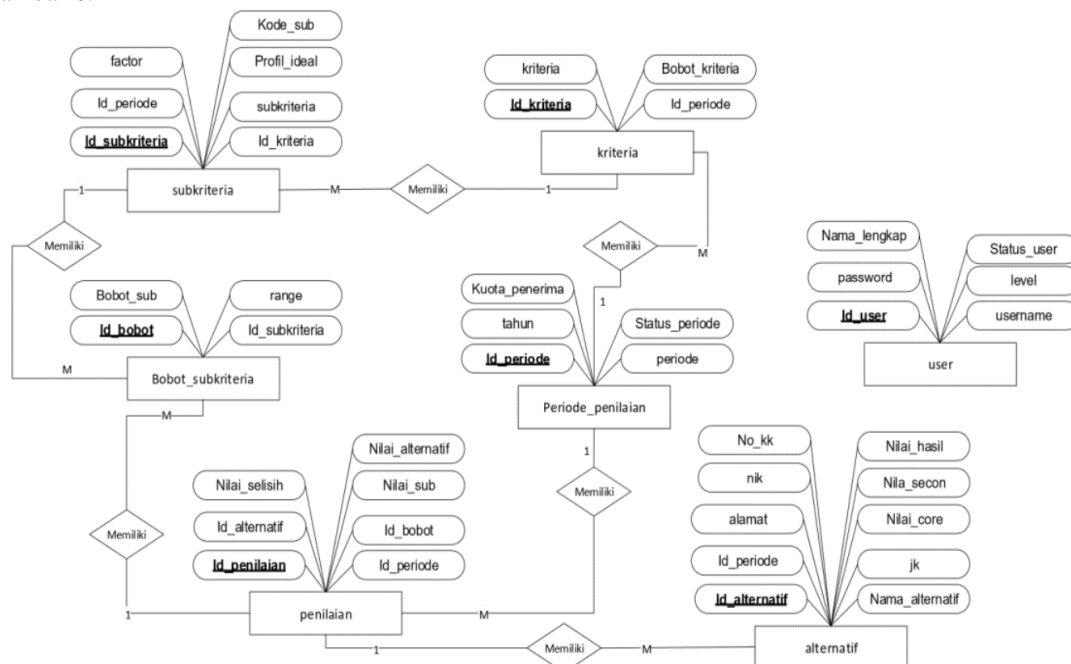 Kode_sub
factor
Profil_ideal
Id_periode
subkriteria
Id_subkriteria
Id_kriteria
subkriteria
kriteria
Bobot_kriteria
Id_kriteria
Id_periode
kriteria
M
Memiliki
1
1
Memiliki
Memiliki
M
1
M
Bobot_sub
range
Id_bobot
Id_subkriteria
Bobot_subkriteria
M
Kuota_penerima
tahun
Status_periode
Id_periode
periode
Periode_penilaian
1
Memiliki
M
Nama_lengkap
Status_user
password
level
Id_user
username
user
Memiliki
1
Nilai_alternatif
Nilai_selisih
Nilai_sub
Id_alternatif
Id_bobot
Id_penilaian
Id_periode
penilaian
1
Memiliki
M
No_kk
Nilai_hasil
nik
Nila_secon
alamat
Nilai_core
Id_periode
jk
Id_alternatif
Nama_alternatif
alternatif